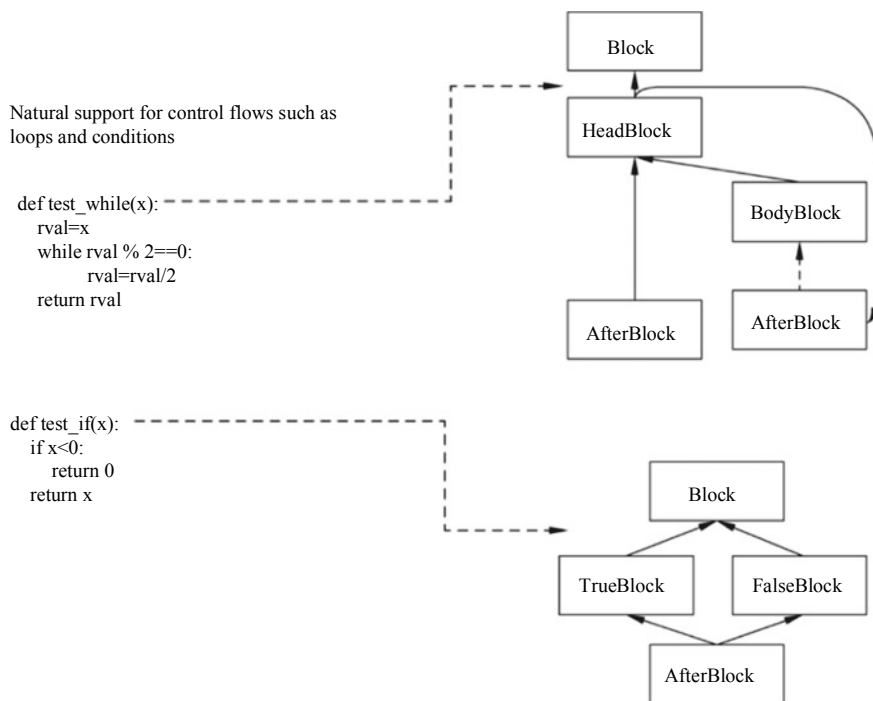 Natural support for control flows such as
loops and conditions
def test_while(x):
rval=x
while rval % 2==0:
rval=rval/2
return rval
Block
HeadBlock
BodyBlock
AfterBlock
AfterBlock
def test_if(x):
if x<0:
return 0
return x
Block
TrueBlock
FalseBlock
AfterBlock